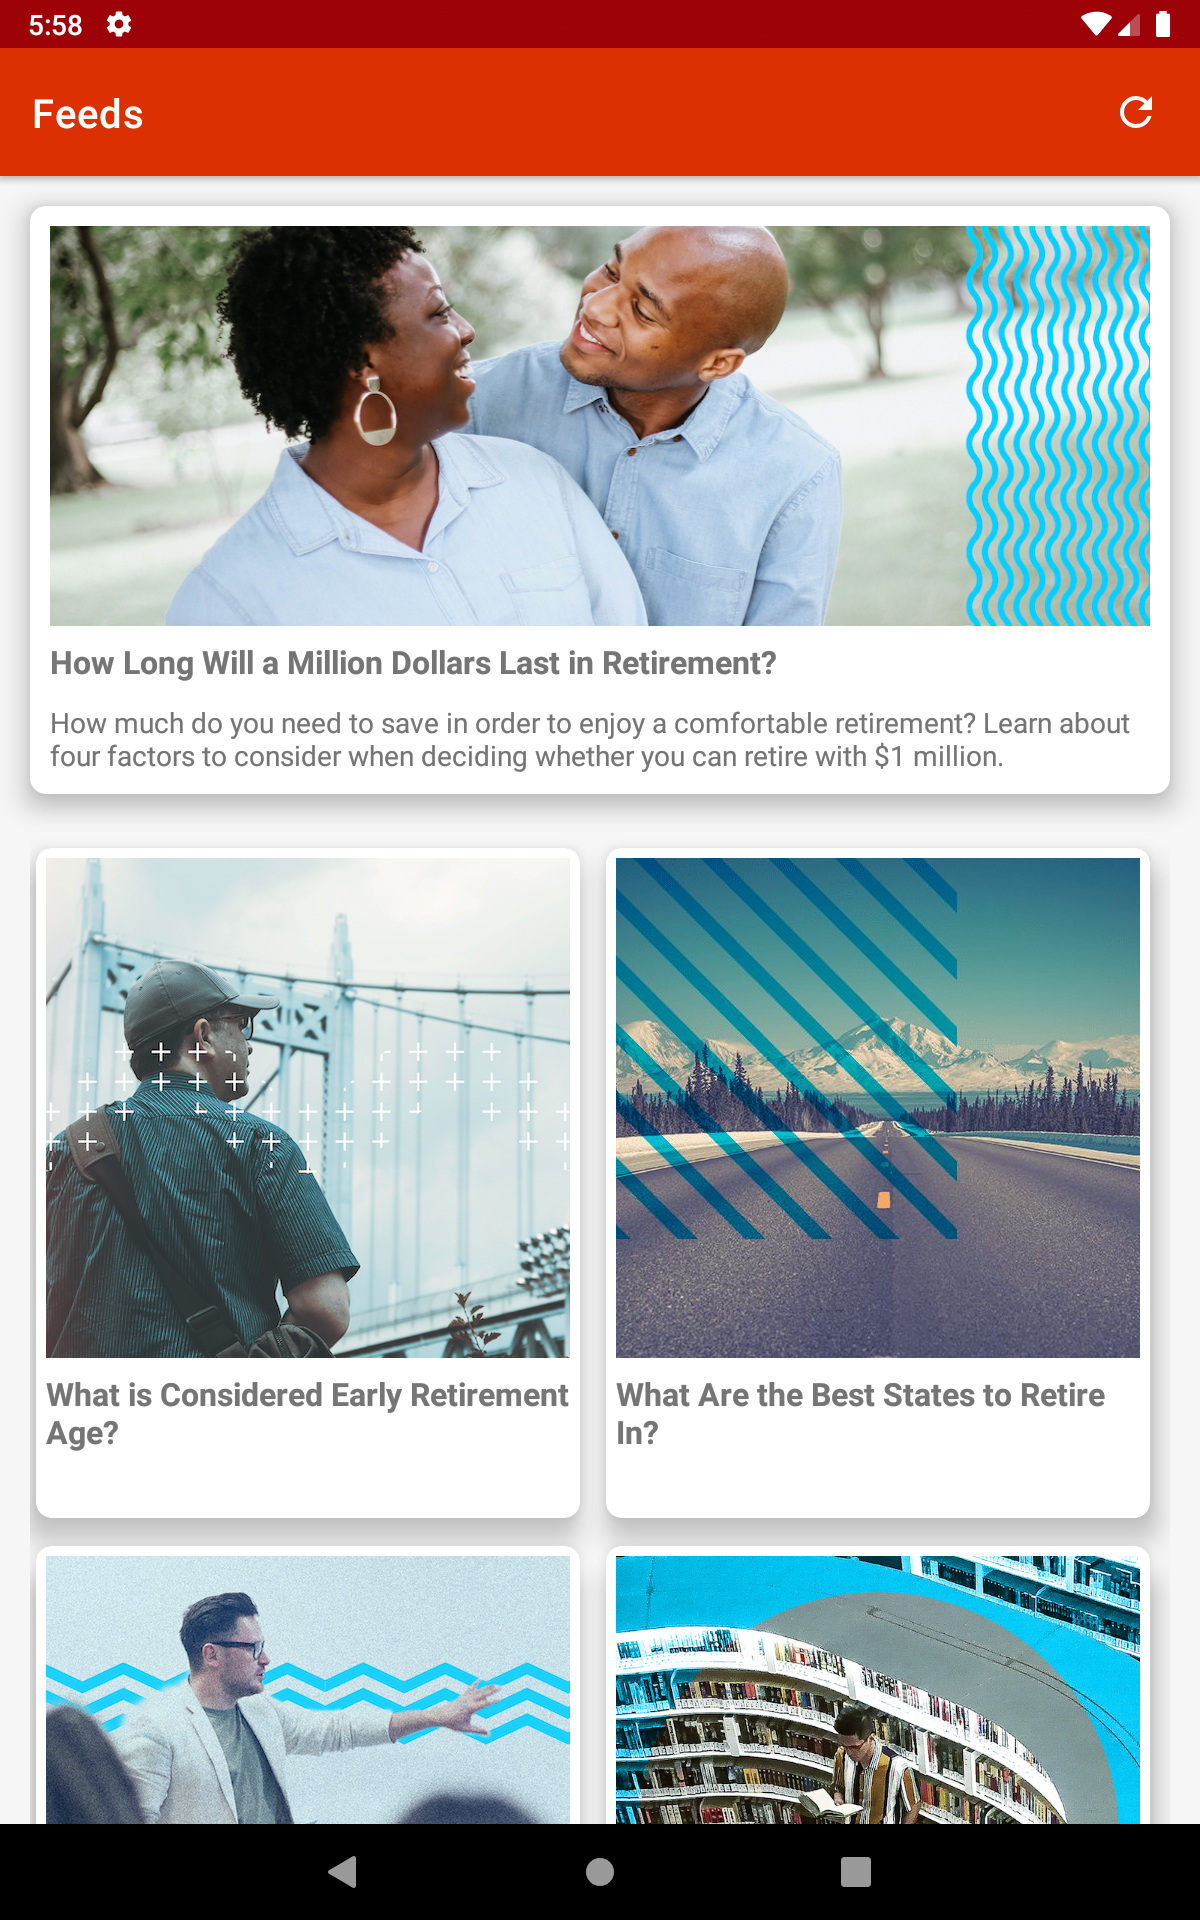 5:58
Feeds
How Long Will a Million Dollars Last in Retirement?
How much do you need to save in order to enjoy a comfortable retirement? Learn about
four factors to consider when deciding whether you can retire with $1 million.
What is Considered Early Retirement
Age?
What Are the Best States to Retire
In?